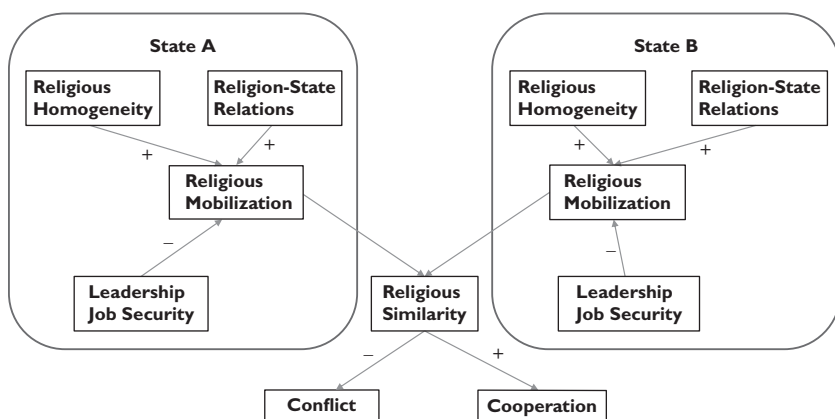 State A
State B
Religious
Homogeneity
Religion-State
Relations
Religious
Homogeneity
Religion-State
Relations
+
+
+
+
Religious
Mobilization
Religious
Mobilization
–
–
Leadership
Job Security
Religious
Similarity
Leadership
Job Security
–
+
Conflict
Cooperation